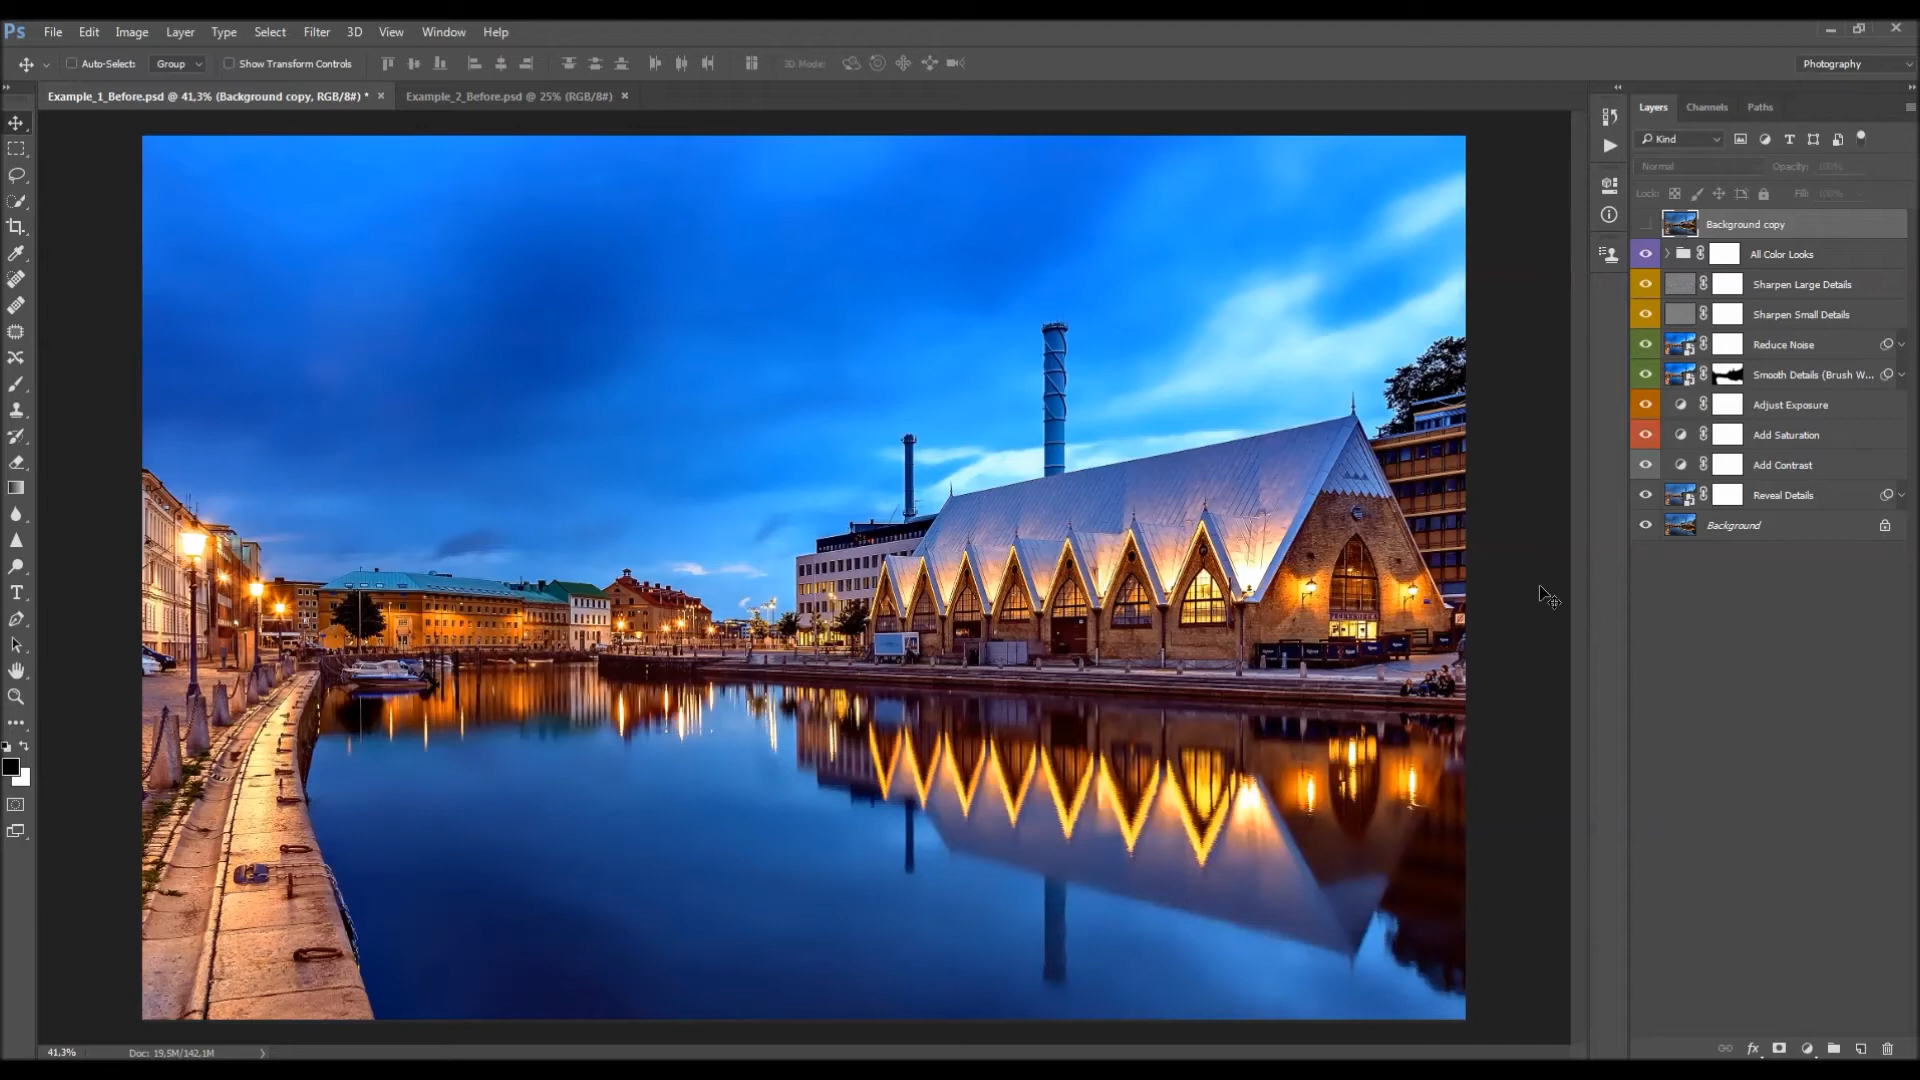 Ps File Edit Image Layer Type Select Filter 3D View Window Help
Auto-Select: Group Show Transform Controls 3D Mode: Photography
Example_1_Before.psd @ 41,3% (Background copy, RGB/8#) * × Example_2_Before.psd @ 25% (RGB/8#) ×
Layers Channels Paths
Kind
Normal Opacity: 100%
Lock: Fill: 100%
Background copy
All Color Looks
Sharpen Large Details
Sharpen Small Details
Reduce Noise
Smooth Details (Brush W...
Adjust Exposure
Add Saturation
Add Contrast
Reveal Details
Background
41,3% Doc: 19,5M/142,1M
fx